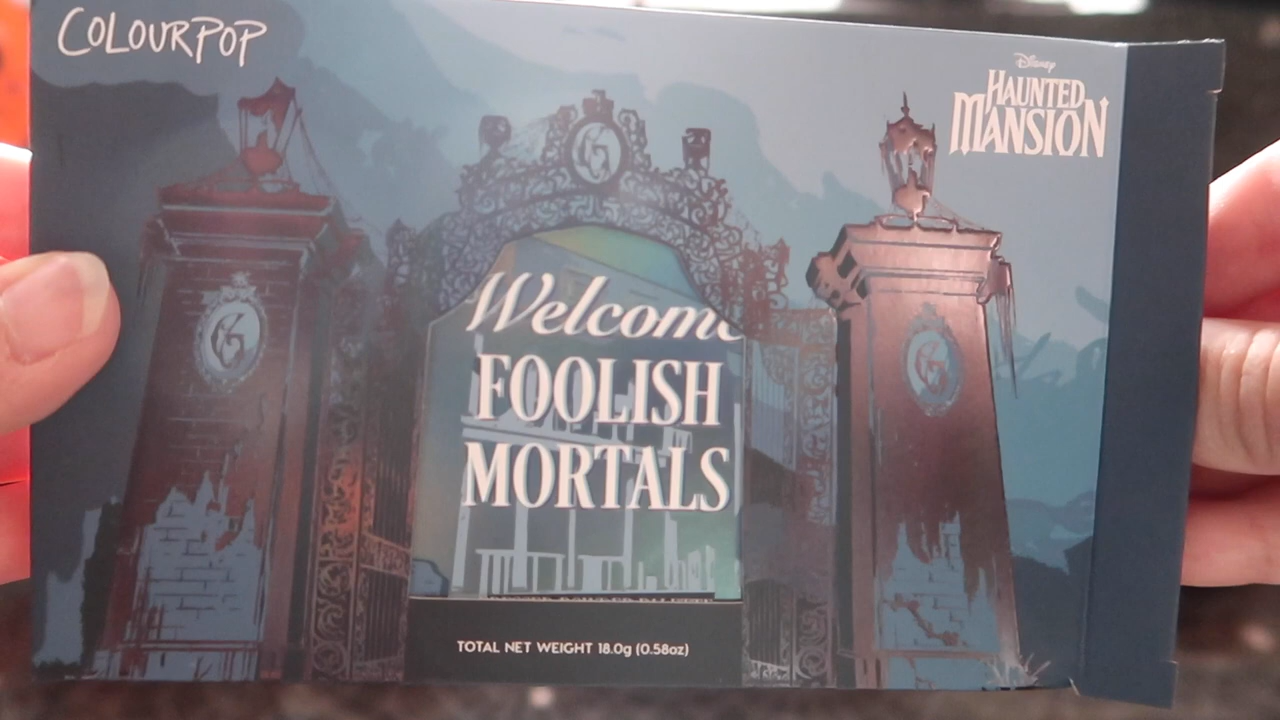 COLOURPOP
Disney
HAUNTED
MANSION
G
G
G
Welcome
FOOLISH
MORTALS
TOTAL NET WEIGHT 18.0g (0.58oz)